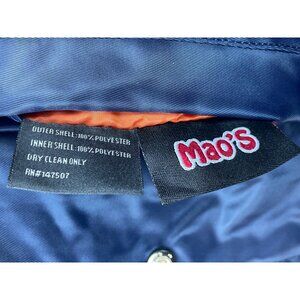 OUTER SHELL: 100% POLYESTER
INNER SHELL: 100% POLYESTER
DRY CLEAN ONLY
RN#147507
Mao's